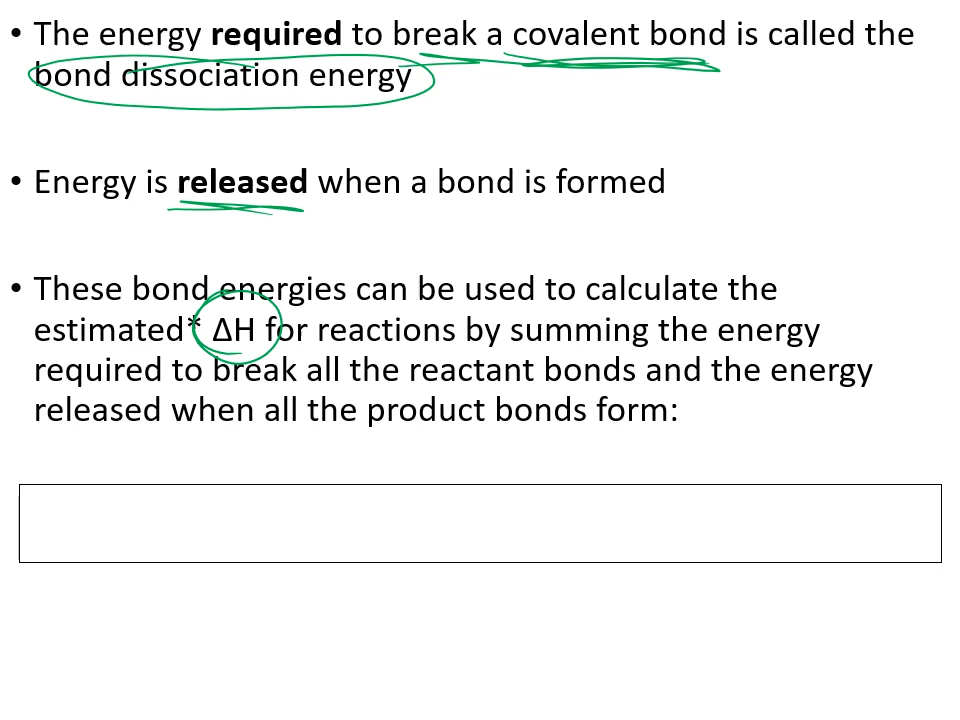 • The energy required to break a covalent bond is called the
bond dissociation energy
• Energy is released when a bond is formed
• These bond energies can be used to calculate the
estimated* ΔH for reactions by summing the energy
required to break all the reactant bonds and the energy
released when all the product bonds form: